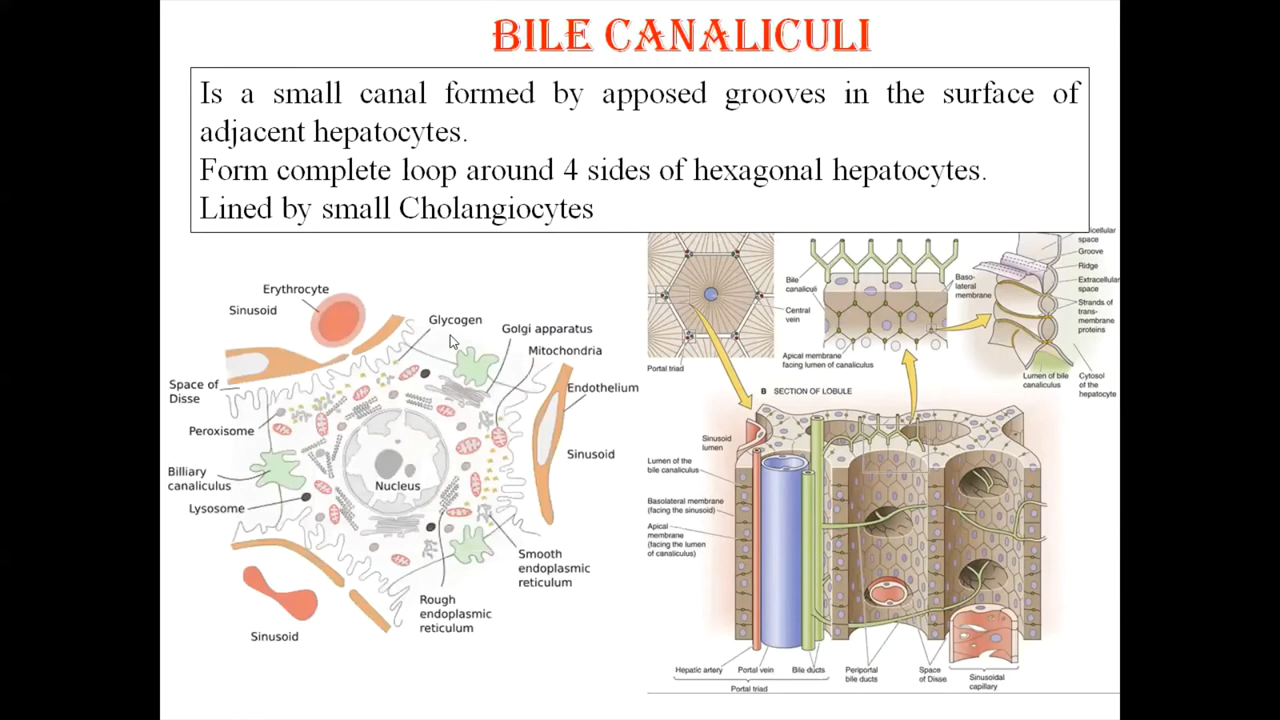 BILE CANALICULI
Is a small canal formed by apposed grooves in the surface of
adjacent hepatocytes.
Form complete loop around 4 sides of hexagonal hepatocytes.
Lined by small Cholangiocytes
Erythrocyte
Sinusoid
Glycogen
Golgi apparatus
Mitochondria
Space of
Disse
Endothelium
Peroxisome
Sinusoid
Billiary
canaliculus
Lysosome
Nucleus
Smooth
endoplasmic
reticulum
Rough
endoplasmic
reticulum
Sinusoid
Portal triad
Bile
canaliculi
Central
vein
Baso-
lateral
membrane
Apical membrane
facing lumen of canaliculus
space
Groove
Ridge
Extracellular
space
Strands of
trans-
membrane
proteins
Lumen of bile
canaliculus
Cytosol
of the
hepatocyte
B SECTION OF LOBULE
Sinusoid
lumen
Lumen of the
bile canaliculus
Basolateral membrane
(facing the sinusoid)
Apical
membrane
(facing the lumen
of canaliculus)
Hepatic artery
Portal vein
Bile ducts
Portal triad
Periportal
bile ducts
Space
of Disse
Sinusoidal
capillary